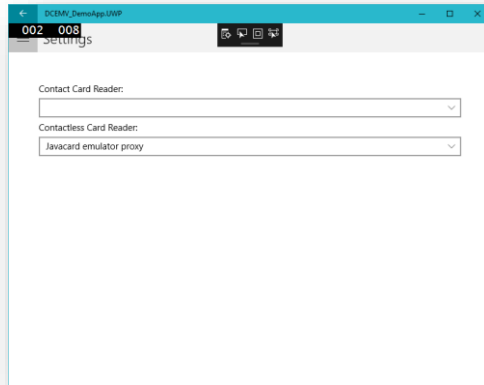 DCEMV_DemoApp.UWP
002 008
Settings
Contact Card Reader:
Contactless Card Reader:
Javacard emulator proxy